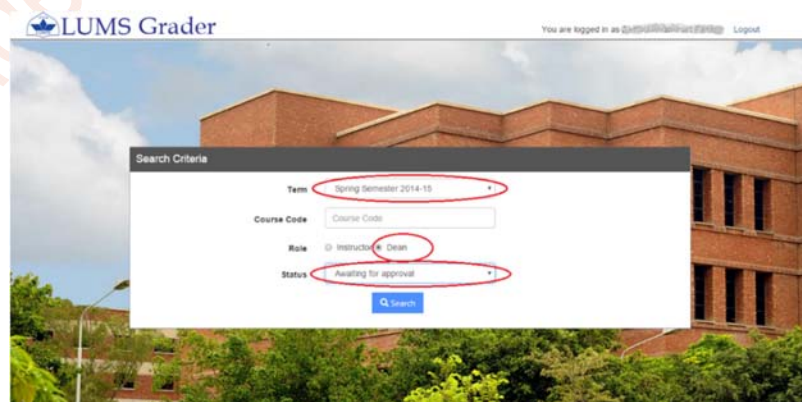 LUMS Grader
You are logged in as
Logout
Search Criteria
Term
Spring Semester 2014-15
Course Code
Course Code
Role
Instructor
Dean
Status
Awaiting for approval
Search